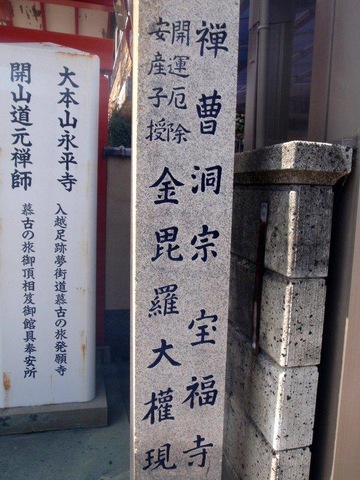 禅曹洞宗宝福寺
開運厄除
安産子授
金毘羅大權現
大本山永平寺
入越足跡夢街道慕古の旅発願寺
開山道元禅師
慕古の旅御頂相笈御館具奉安所